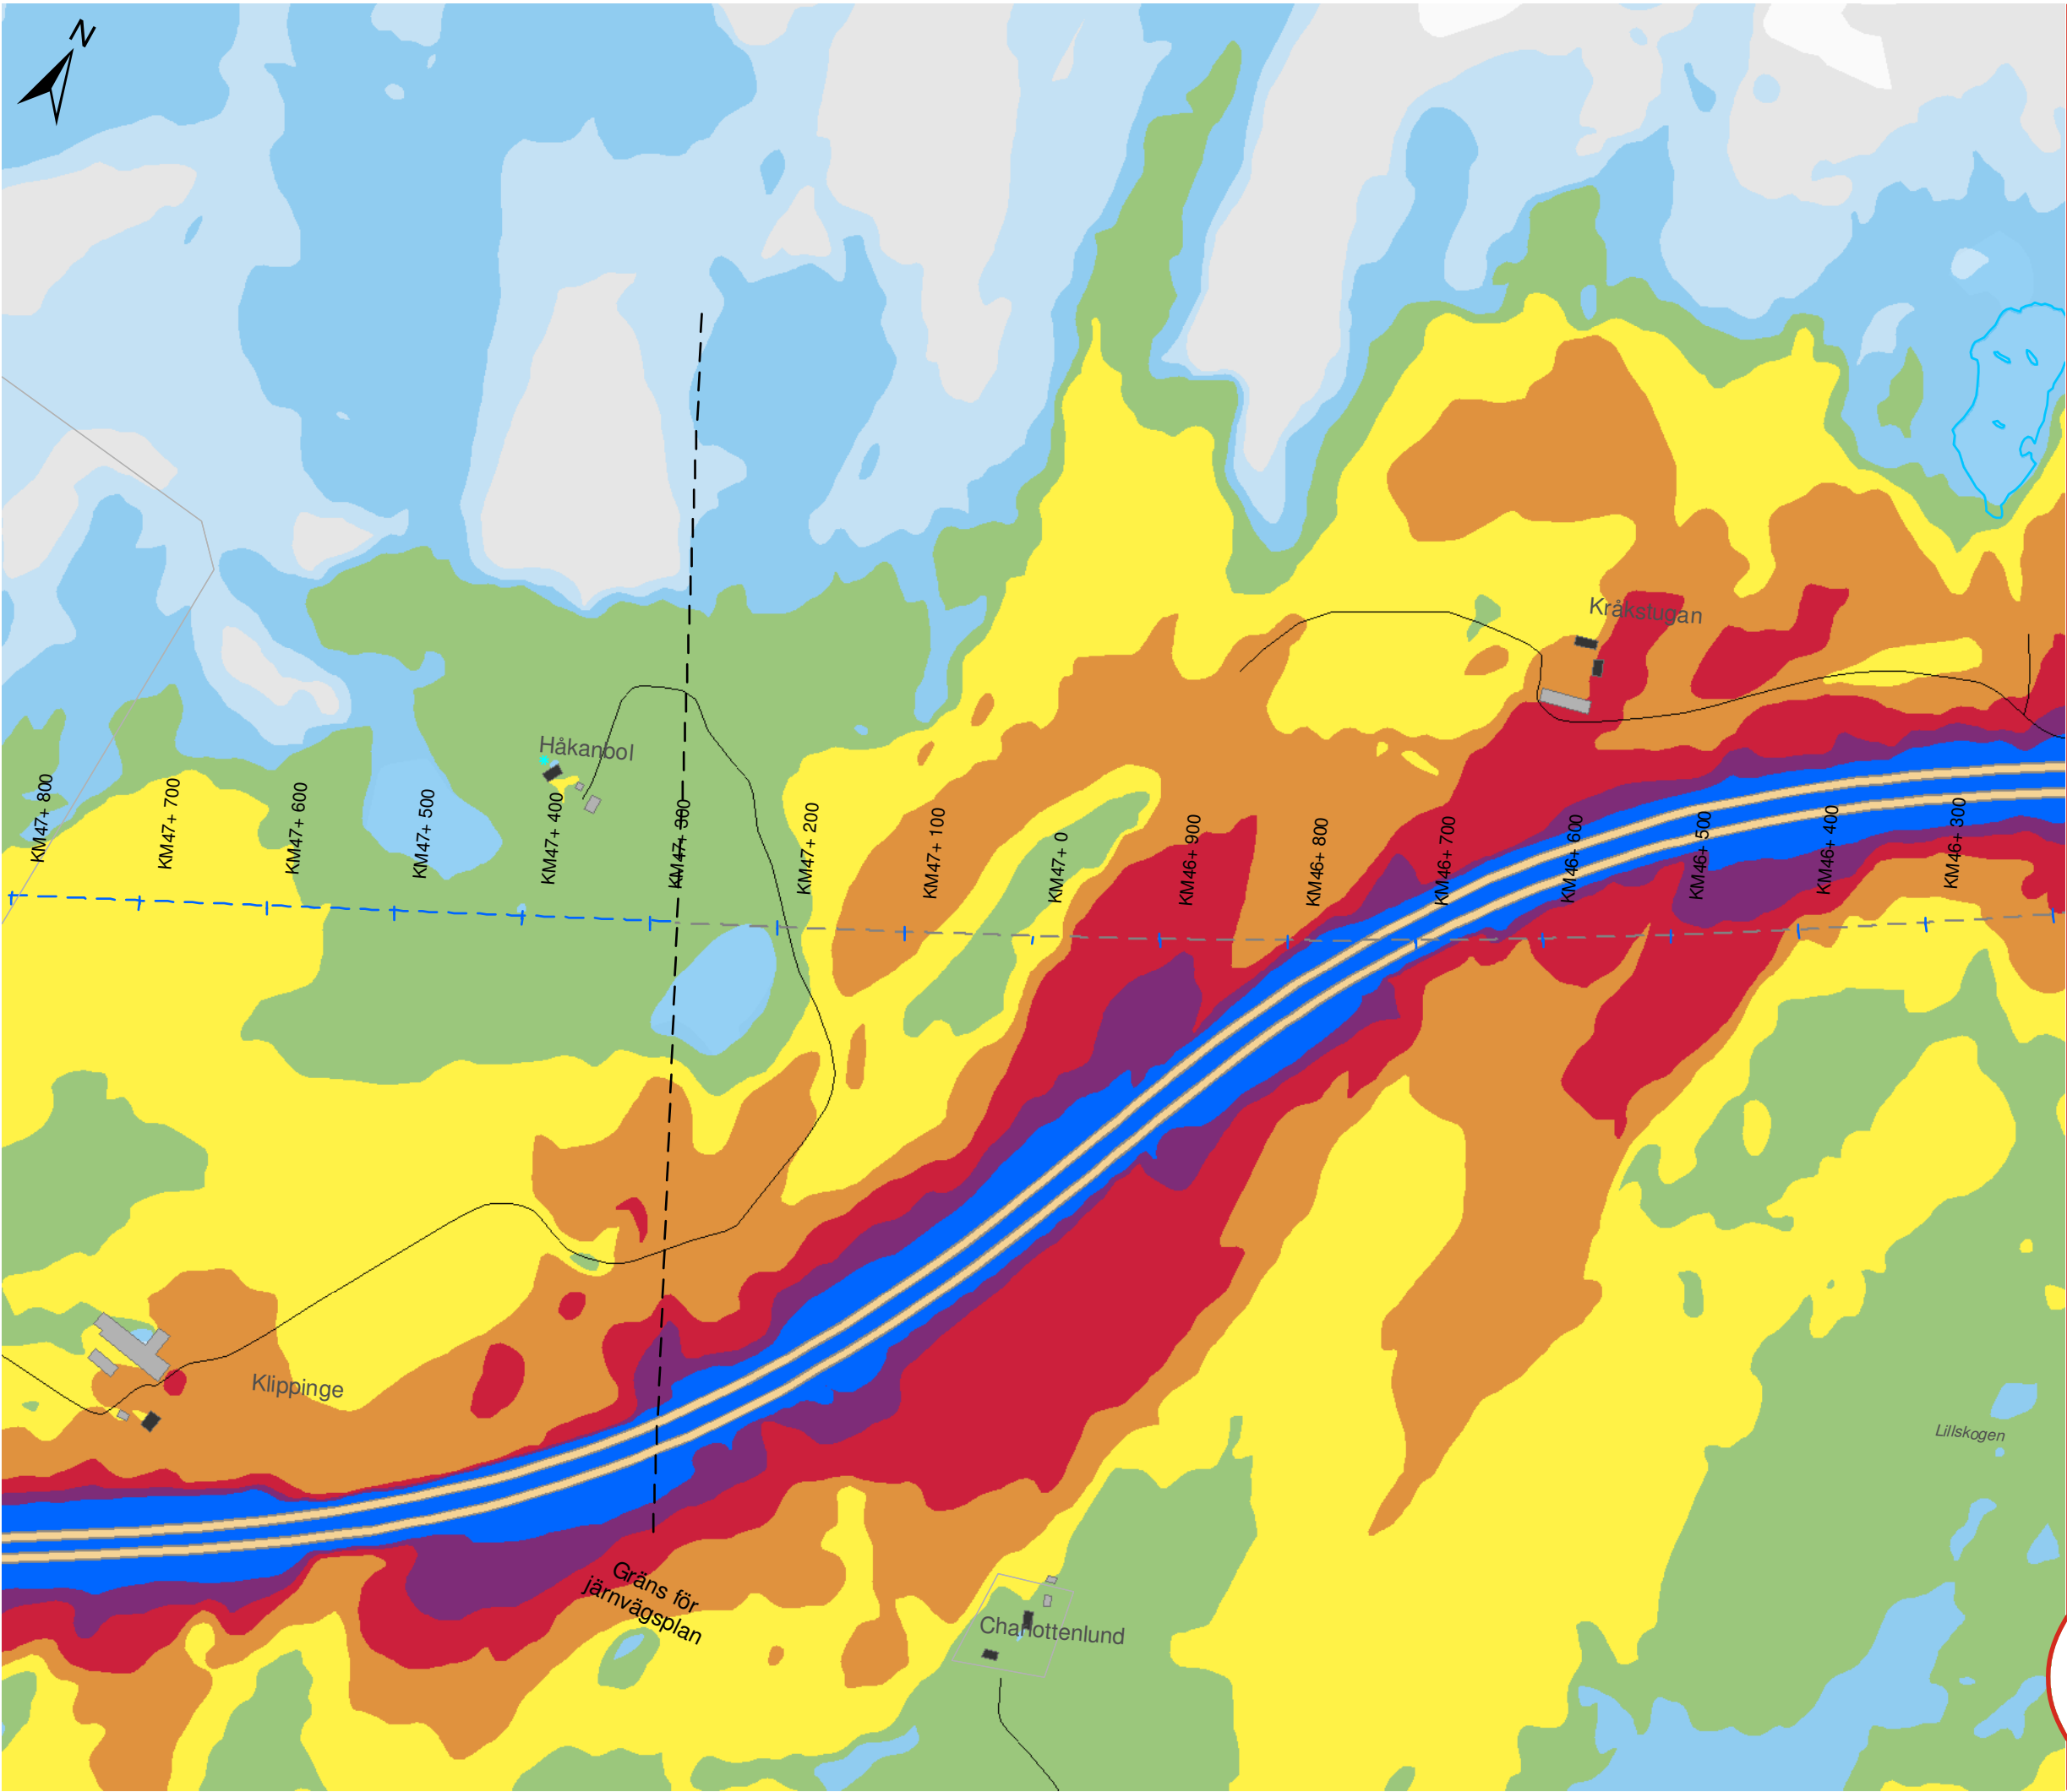 N
Kråkstugan
Håkanbol
KM47+ 800
KM47+ 700
KM47+ 600
KM47+ 500
KM47+ 400
KM47+ 300
KM47+ 200
KM47+ 100
KM47+ 0
KM46+ 900
KM46+ 800
KM46+ 700
KM46+ 600
KM46+ 500
KM46+ 400
KM46+ 300
Klippinge
Lillskogen
Gräns för
järnvägsplan
Charlottenlund